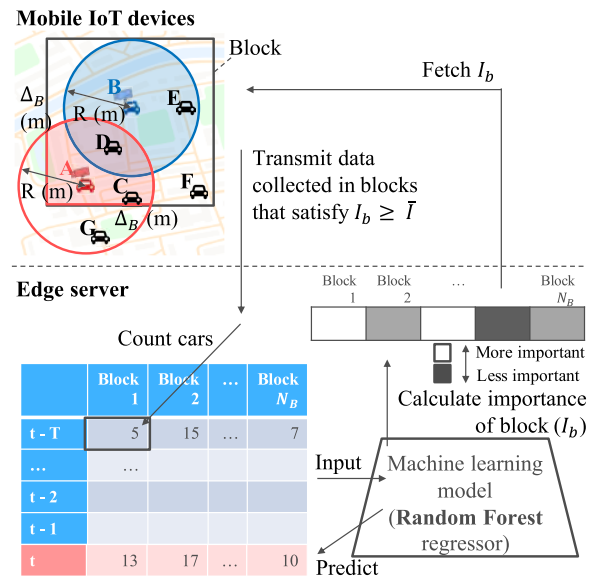 Mobile IoT devices
Block
Δ_B
(m)
B
E
R (m)
D
A
R (m)
C
F
Δ_B (m)
G
Fetch I_b
Transmit data
collected in blocks
that satisfy I_b ≥ Ī
Edge server
Block 1
Block 2
…
Block N_B
More important
Less important
Count cars
Calculate importance
of block (I_b)
Block 1
Block 2
…
Block N_B
t - T 5 15 … 7
… …
t - 2
t - 1
t 13 17 … 10
Input
Predict
Machine learning
model
(Random Forest
regressor)